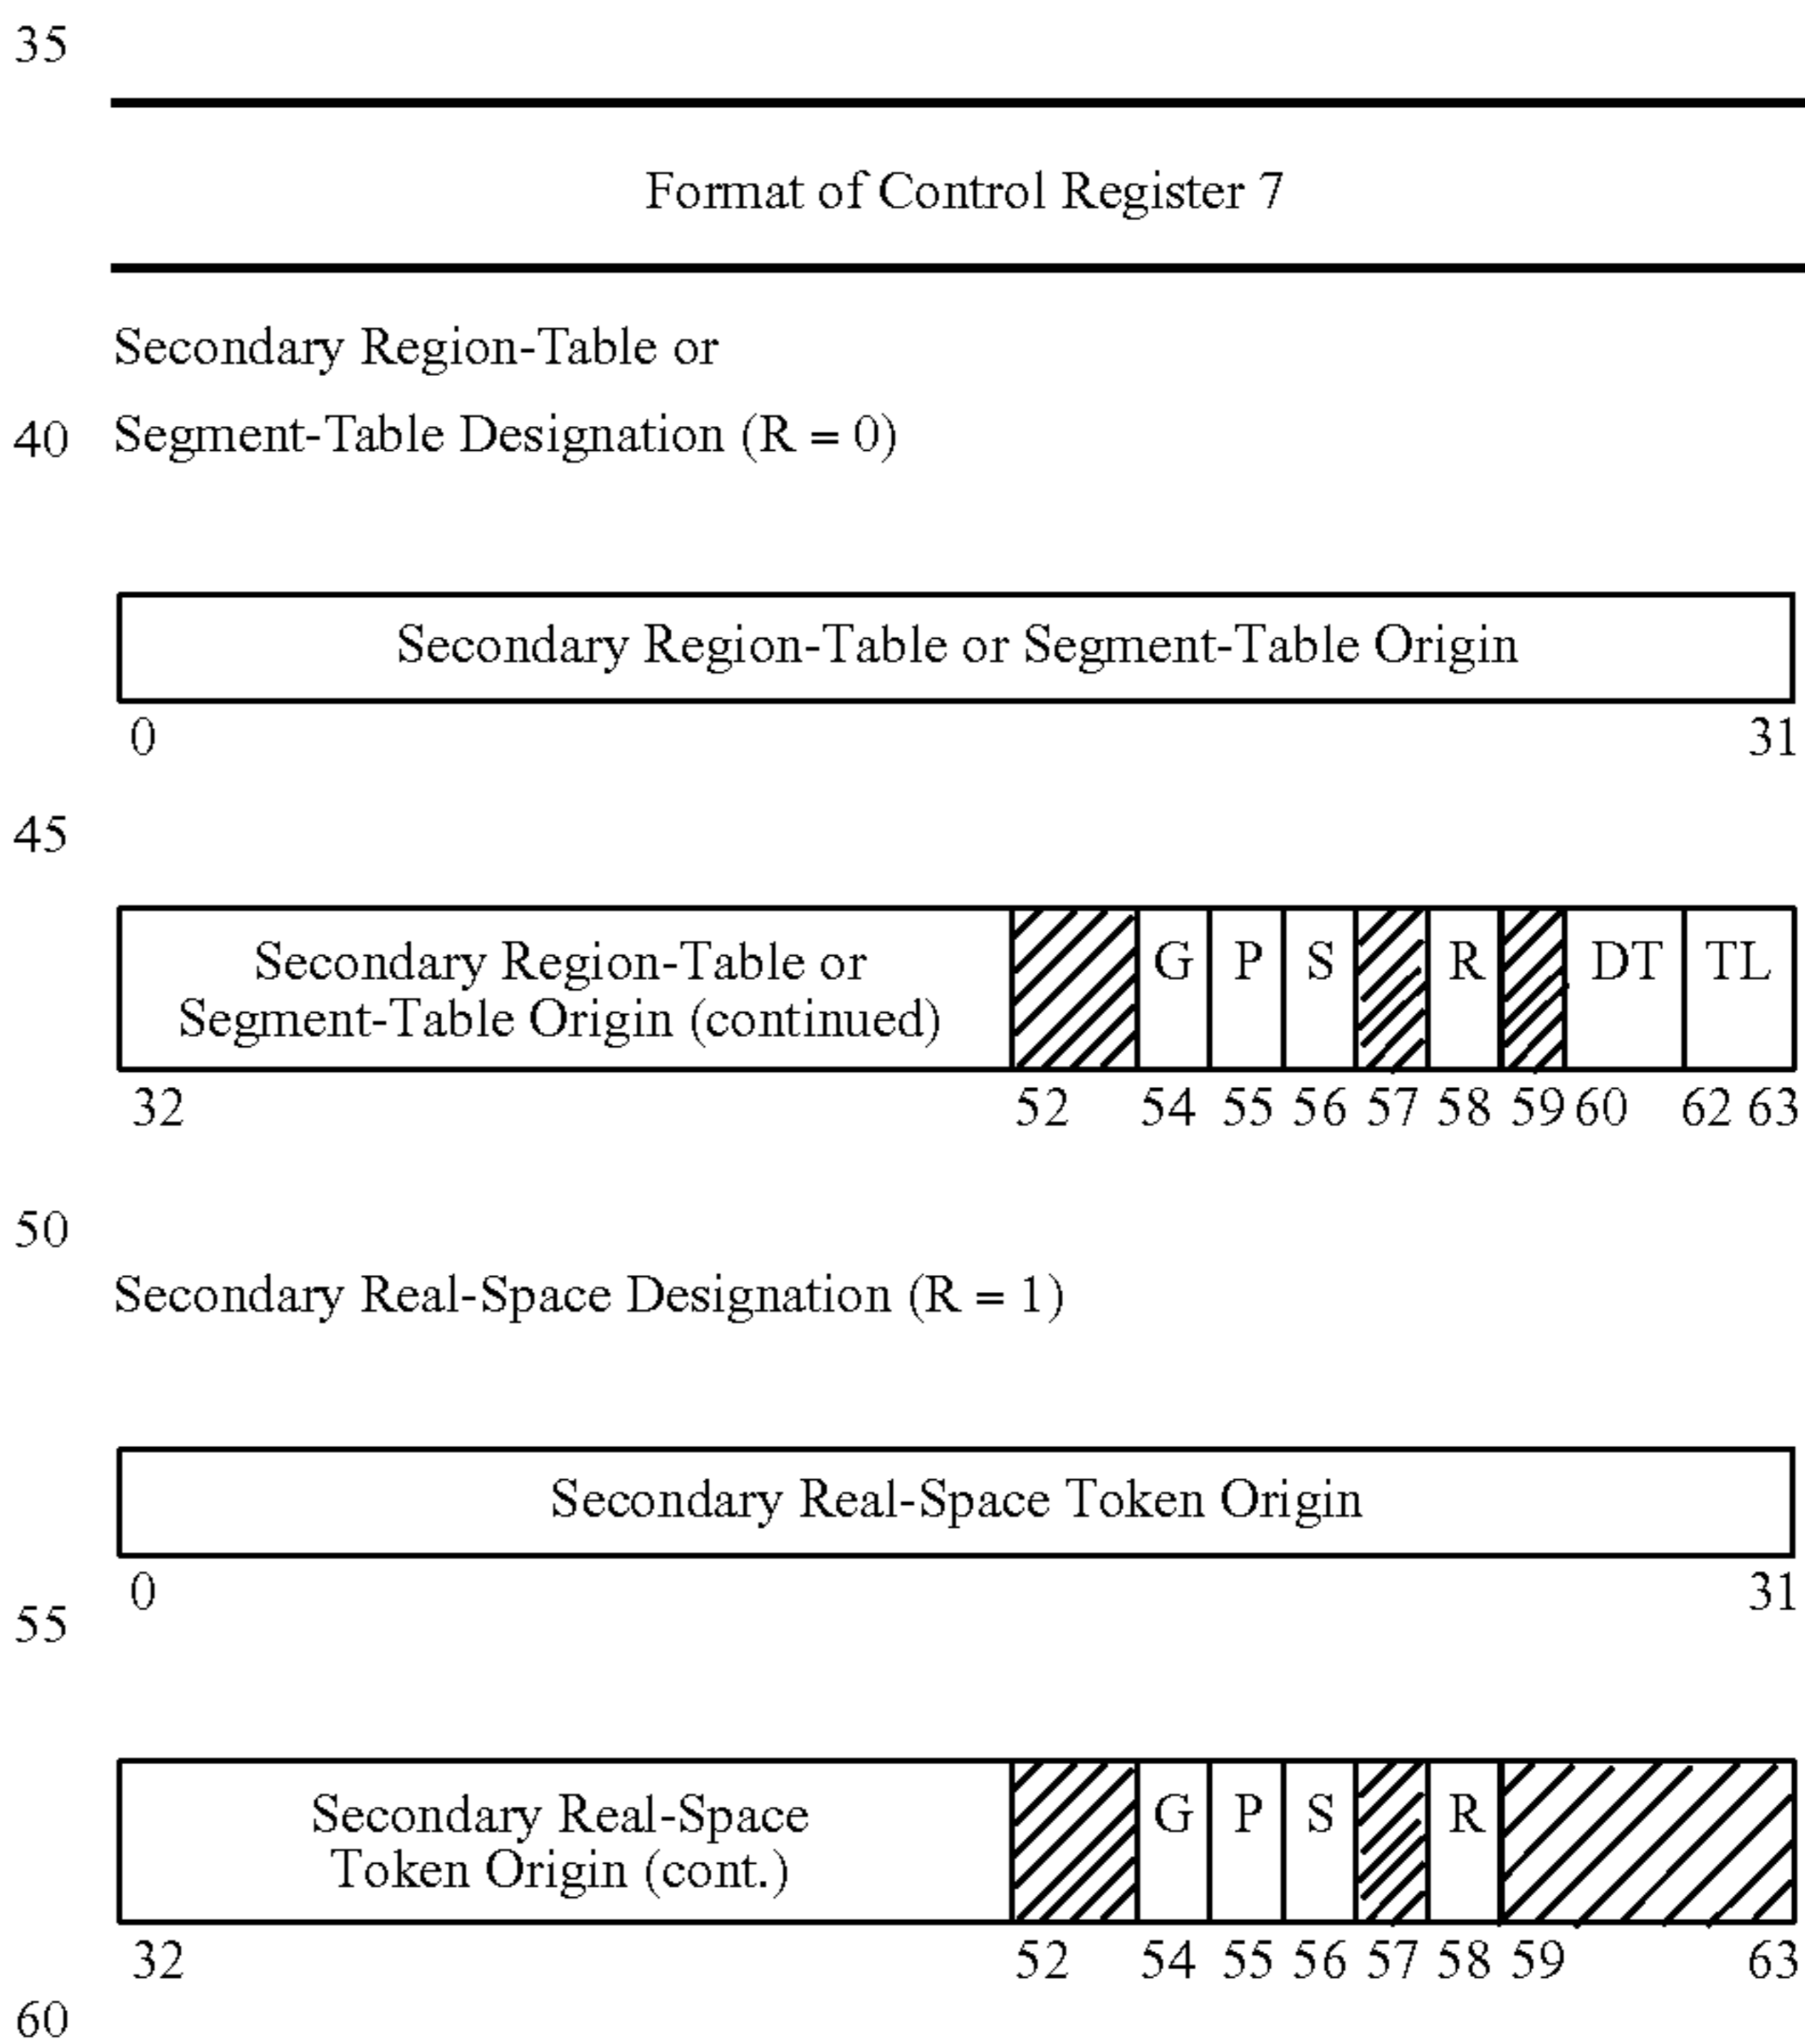 35
Format of Control Register 7
Secondary Region-Table or
40 Segment-Table Designation (R = 0)
Secondary Region-Table or Segment-Table Origin
0 31
45
Secondary Region-Table or
Segment-Table Origin (continued) G P S R DT TL
32 52 54 55 56 57 58 59 60 62 63
50
Secondary Real-Space Designation (R = 1)
Secondary Real-Space Token Origin
0 31
55
Secondary Real-Space
Token Origin (cont.) G P S R
32 52 54 55 56 57 58 59 63
60